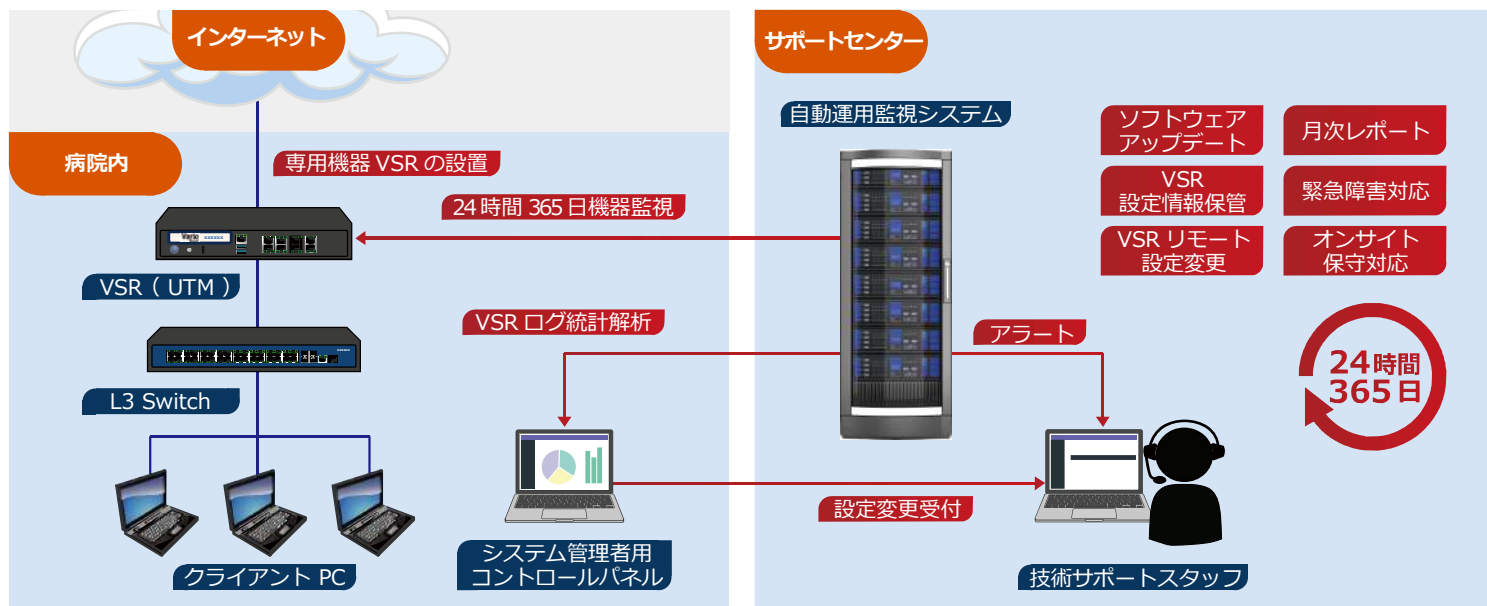 インターネット
病院内
専用機器 VSR の設置
24 時間 365 日機器監視
VSR（ UTM ）
VSR ログ統計解析
L3 Switch
クライアント PC
システム管理者用
コントロールパネル
サポートセンター
自動運用監視システム
ソフトウェア
アップデート
月次レポート
VSR
設定情報保管
緊急障害対応
VSR リモート
設定変更
オンサイト
保守対応
アラート
24時間
365日
設定変更受付
技術サポートスタッフ